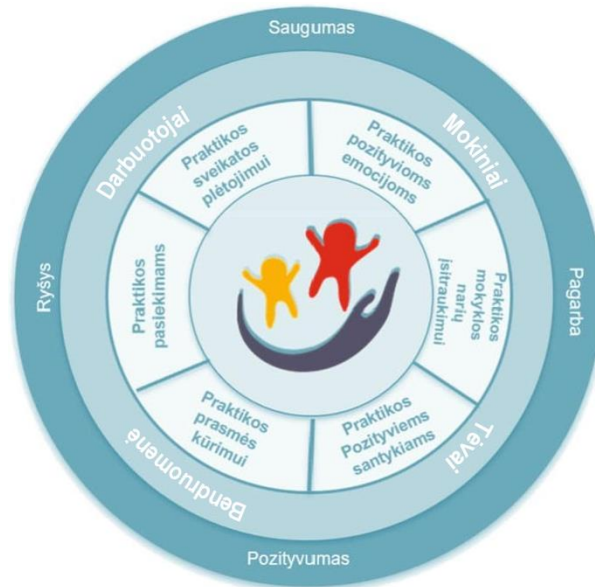 Saugumas
Darbuotojai
Mokiniai
Praktikos
sveikatos
plėtojimui
Praktikos
pozityvioms
emocijoms
Ryšys
Praktikos
pasiekimams
Praktikos
mokyklos
narių
įsitraukimui
Pagarba
Praktikos
prasmės
kūrimui
Praktikos
Pozityviems
santykiams
Bendruomenė
Tėvai
Pozityvumas